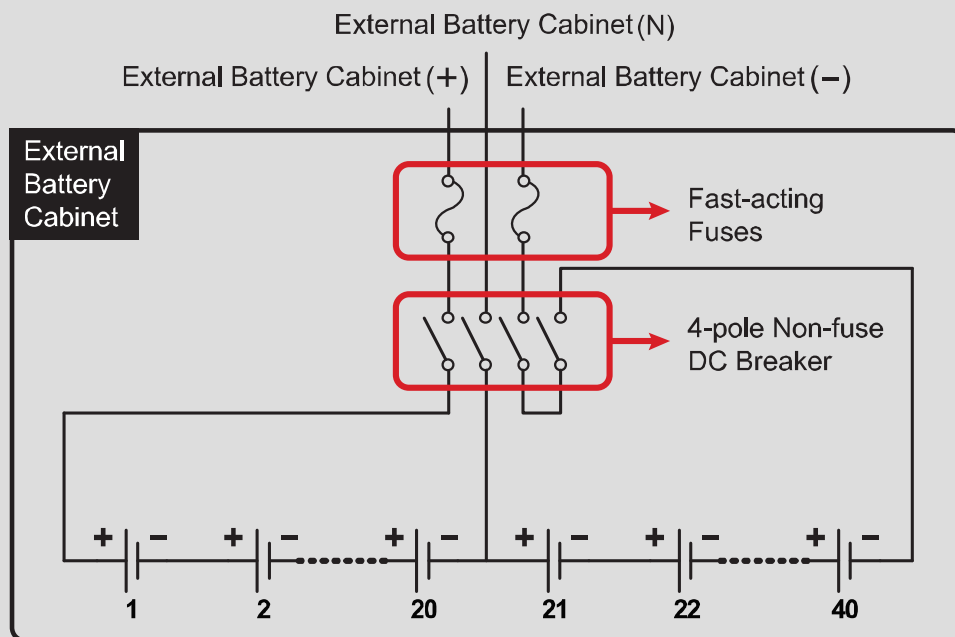 External Battery Cabinet (N)
External Battery Cabinet (+)
External Battery Cabinet (−)
External
Battery
Cabinet
Fast-acting
Fuses
4-pole Non-fuse
DC Breaker
+ − + − + − + − + − + −
1 2 20 21 22 40